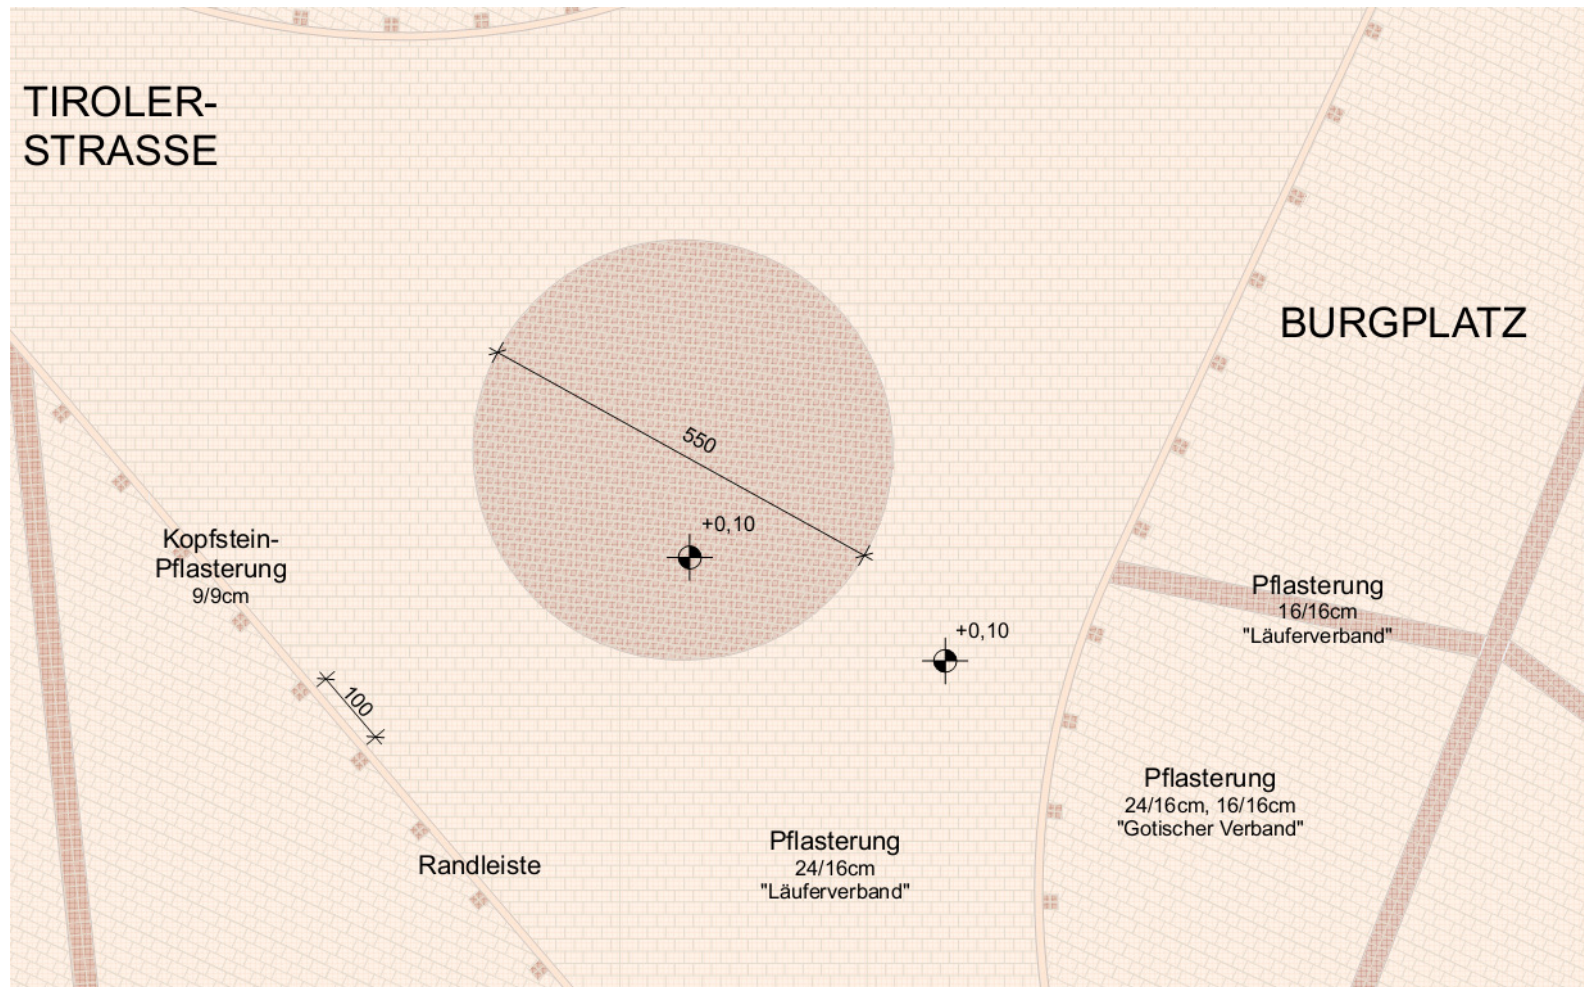 TIROLER-
STRASSE
BURGPLATZ
550
+0,10
Kopfstein-
Pflasterung
9/9cm
Pflasterung
16/16cm
"Läuferverband"
+0,10
100
Pflasterung
24/16cm, 16/16cm
"Gotischer Verband"
Pflasterung
24/16cm
"Läuferverband"
Randleiste